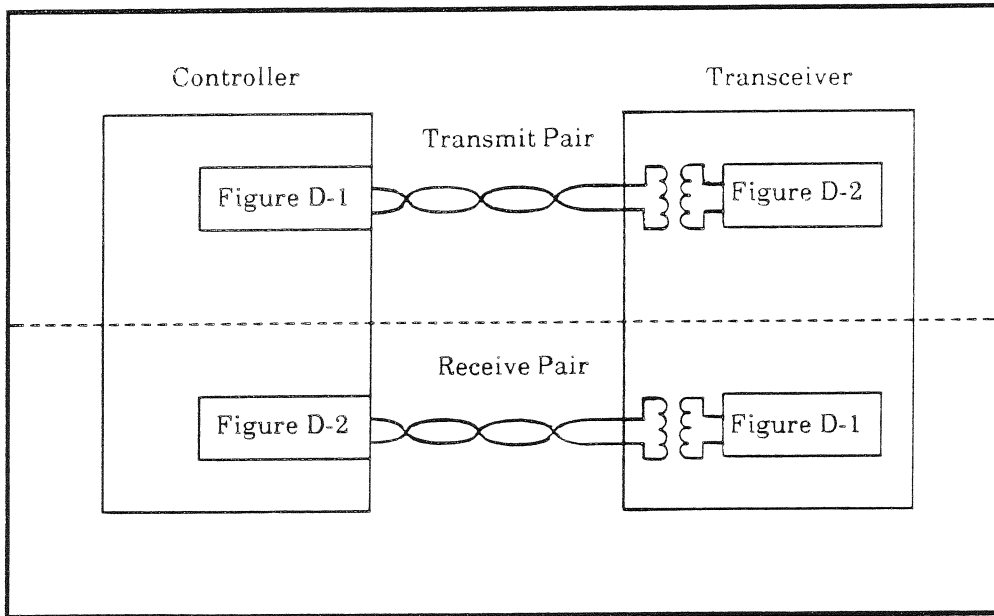 Controller
Transceiver
Transmit Pair
Figure D-1
Figure D-2
Receive Pair
Figure D-2
Figure D-1